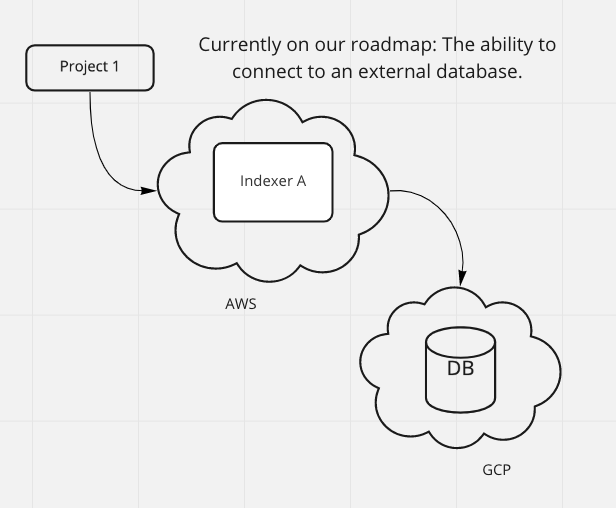 Currently on our roadmap: The ability to
connect to an external database.
Project 1
Indexer A
AWS
DB
GCP